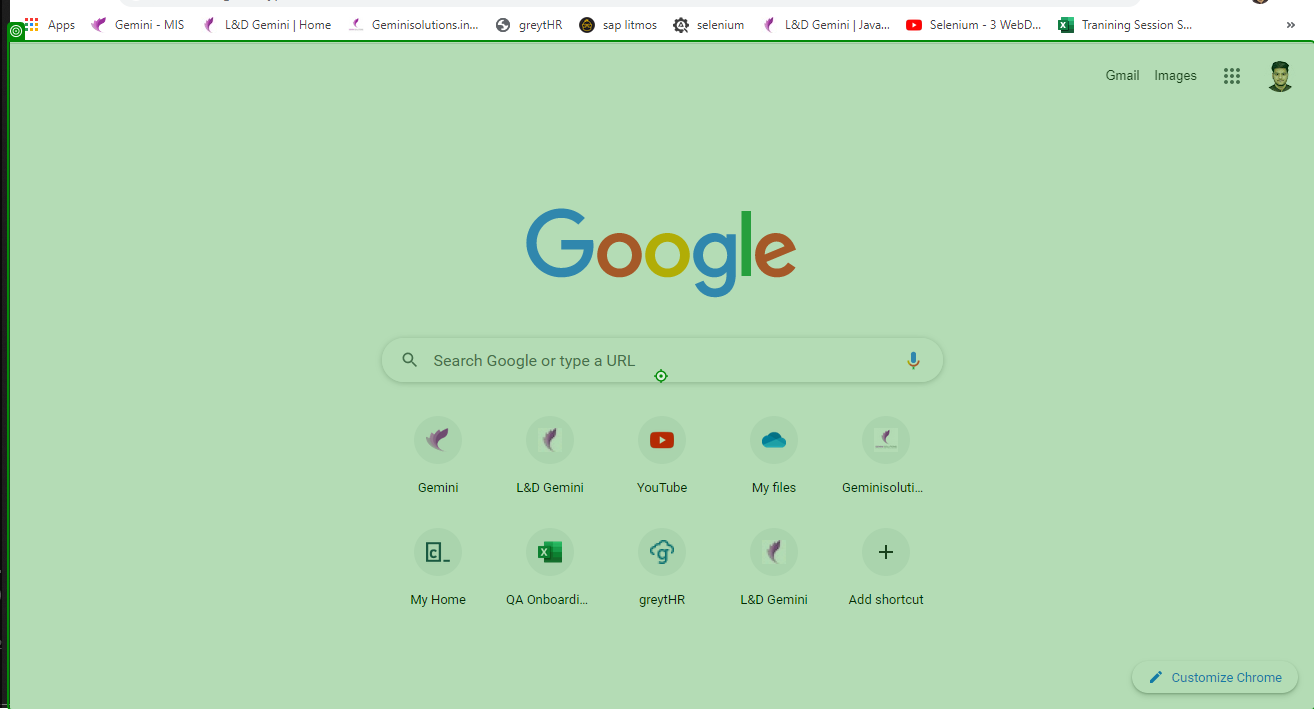 Apps Gemini - MIS L&D Gemini | Home Geminisolutions.in... greytHR sap litmos selenium L&D Gemini | Java... Selenium - 3 WebD... Tranining Session S... »
Gmail Images
Google
Search Google or type a URL
Gemini L&D Gemini YouTube My files Geminisoluti...
My Home QA Onboardi... greytHR L&D Gemini Add shortcut
Customize Chrome